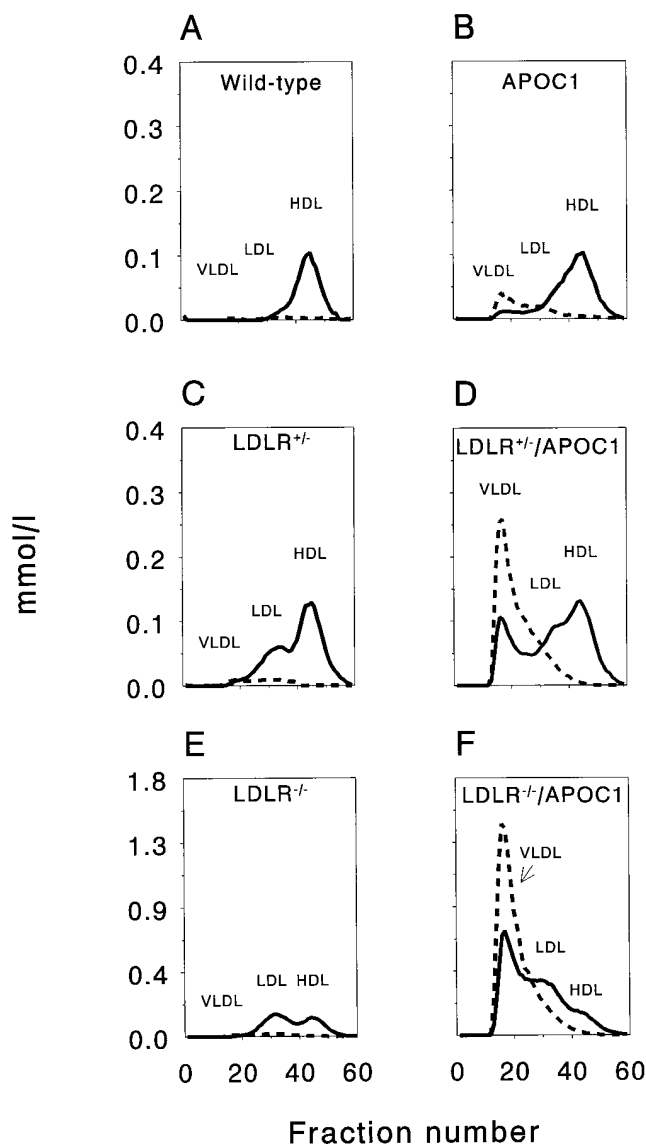 A
B
0.4
0.3
0.2
0.1
0.0
Wild-type
HDL
LDL
VLDL
APOC1
HDL
LDL
VLDL
C
D
0.4
0.3
0.2
0.1
0.0
LDLR+/-
HDL
LDL
VLDL
LDLR+/-/APOC1
VLDL
HDL
LDL
mmol/l
E
F
1.8
1.3
0.9
0.4
0.0
LDLR-/-
LDL HDL
VLDL
LDLR-/-/APOC1
VLDL
LDL
HDL
0 20 40 60
0 20 40 60
Fraction number